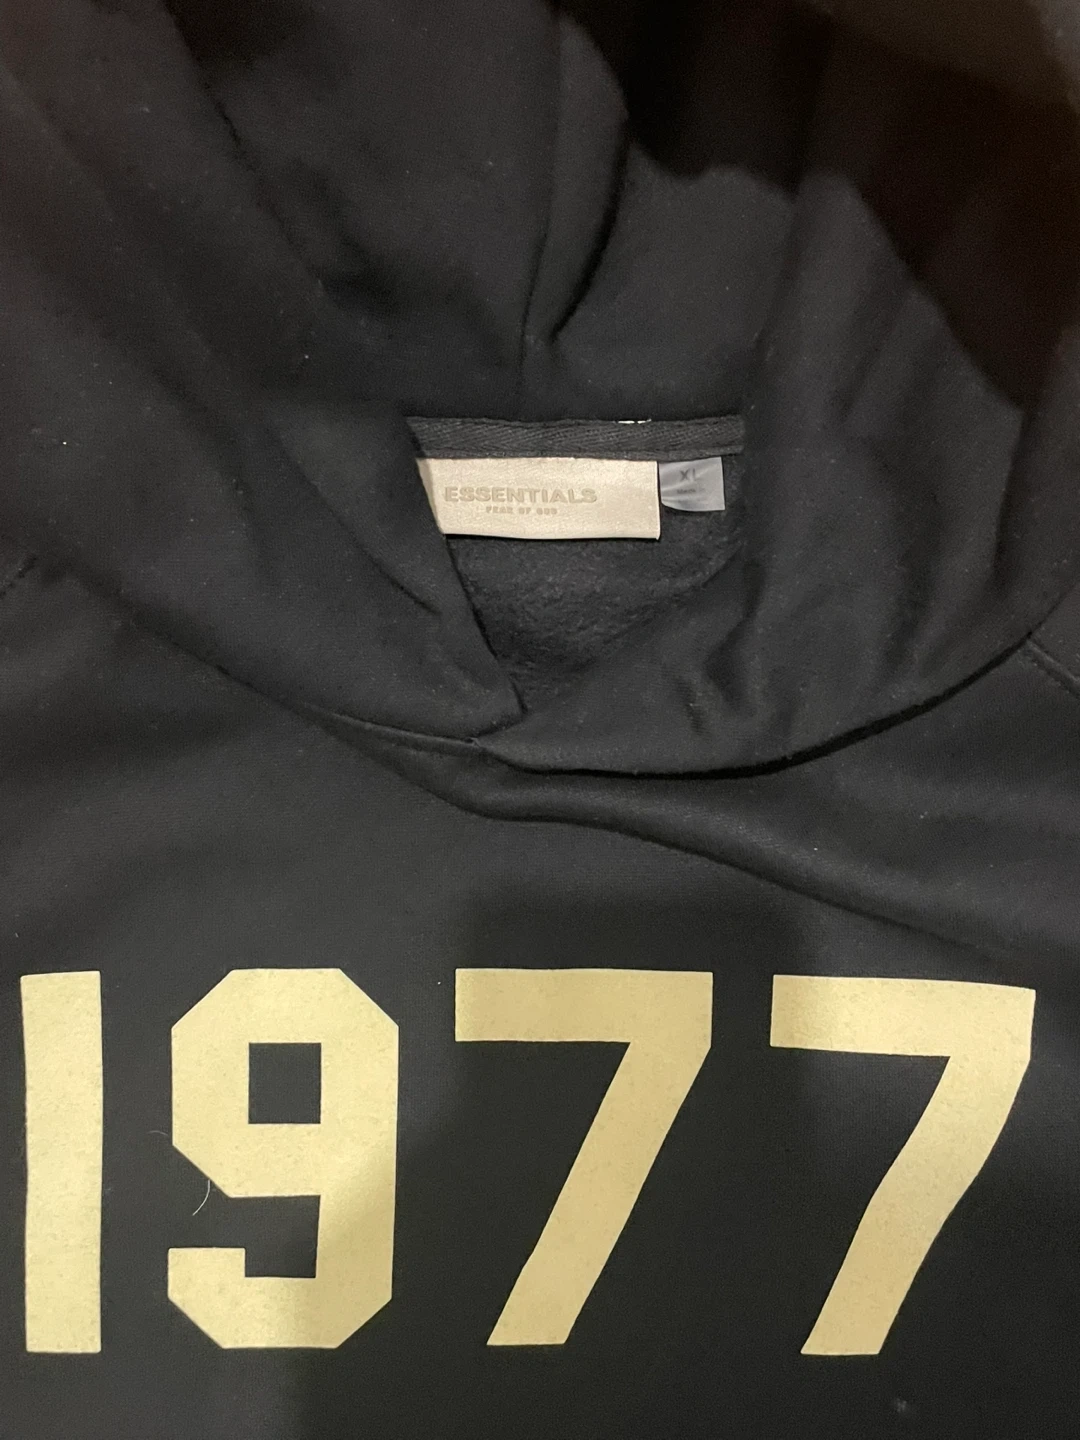 ESSENTIALS
FEAR OF GOD
XL
1977